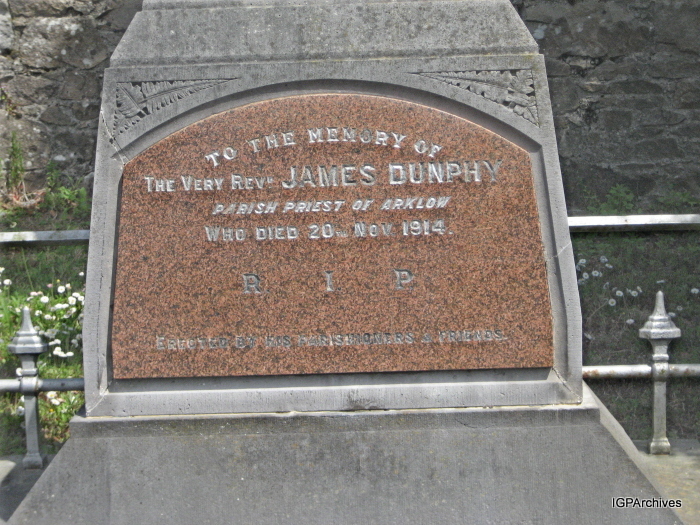 TO THE MEMORY OF
THE VERY REVD JAMES DUNPHY
PARISH PRIEST OF ARKLOW
WHO DIED 20TH NOV 1914.
R I P
ERECTED BY HIS PARISHIONERS & FRIENDS.
IGPArchives